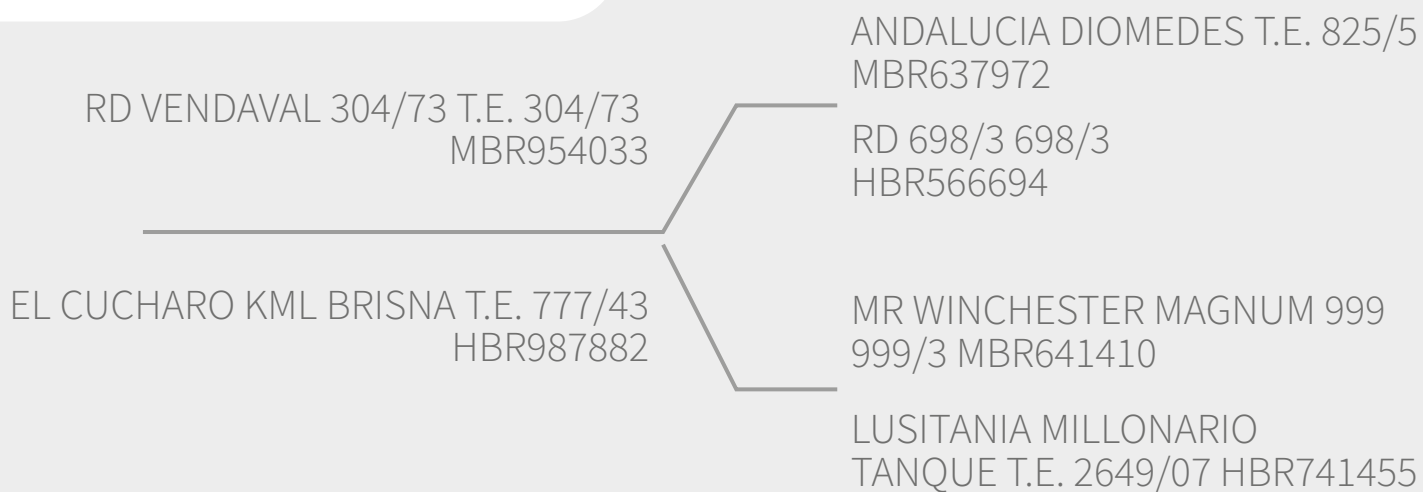 RD VENDAVAL 304/73 T.E. 304/73
MBR954033
EL CUCHARO KML BRISNA T.E. 777/43
HBR987882
ANDALUCIA DIOMEDES T.E. 825/5
MBR637972
RD 698/3 698/3
HBR566694
MR WINCHESTER MAGNUM 999
999/3 MBR641410
LUSITANIA MILLONARIO
TANQUE T.E. 2649/07 HBR741455